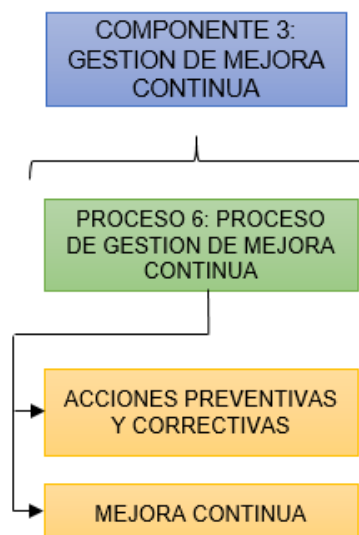 COMPONENTE 3:
GESTION DE MEJORA
CONTINUA
PROCESO 6: PROCESO
DE GESTION DE MEJORA
CONTINUA
ACCIONES PREVENTIVAS
Y CORRECTIVAS
MEJORA CONTINUA